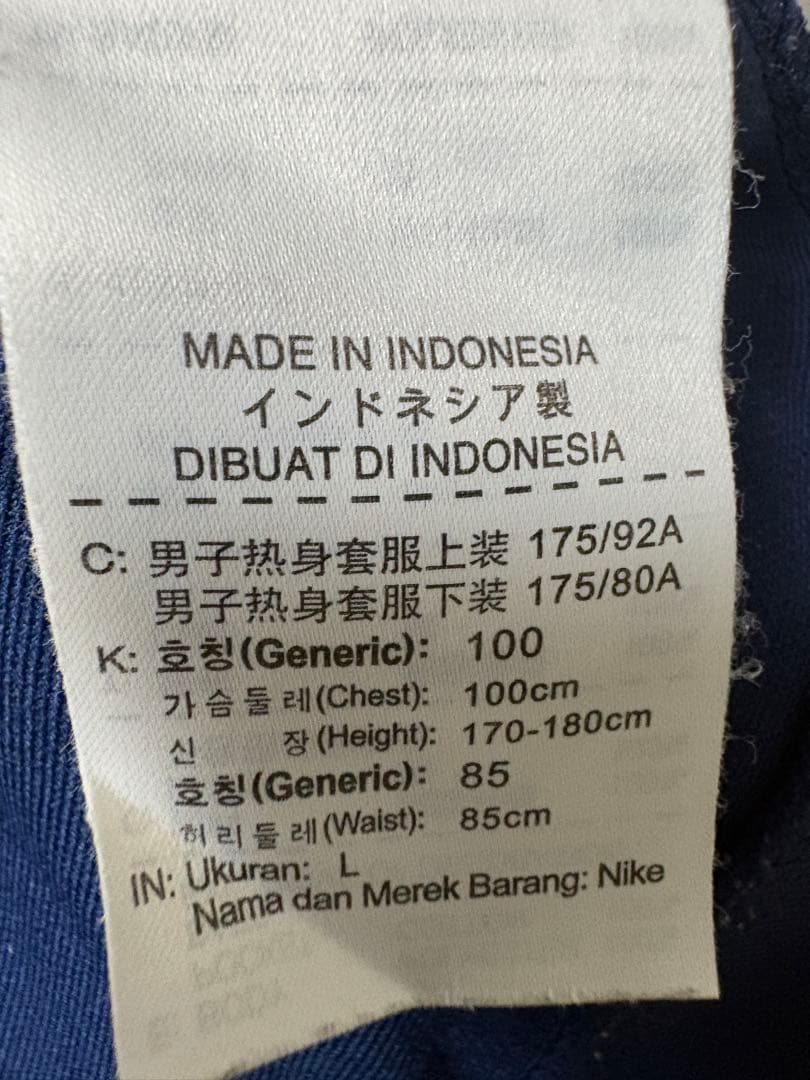 MADE IN INDONESIA
インドネシア製
DIBUAT DI INDONESIA
C: 男子热身套服上装 175/92A
男子热身套服下装 175/80A
K: 호칭(Generic): 100
가슴둘레(Chest): 100cm
신 장(Height): 170-180cm
호칭(Generic): 85
허리둘레(Waist): 85cm
IN: Ukuran: L
Nama dan Merek Barang: Nike